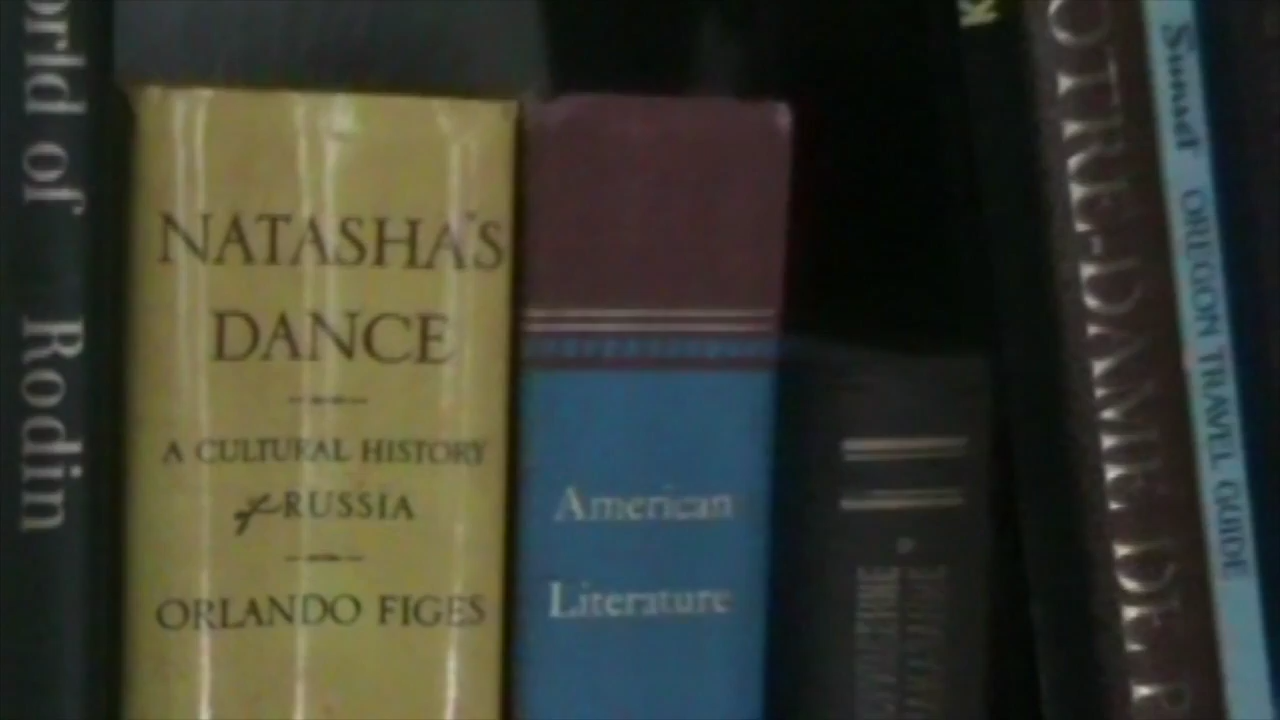 orld of Rodin
NATASHA'S
DANCE
A CULTURAL HISTORY
of RUSSIA
ORLANDO FIGES
American
Literature
K
OTRE-DAME DE P
Sunset OREGON TRAVEL GUIDE